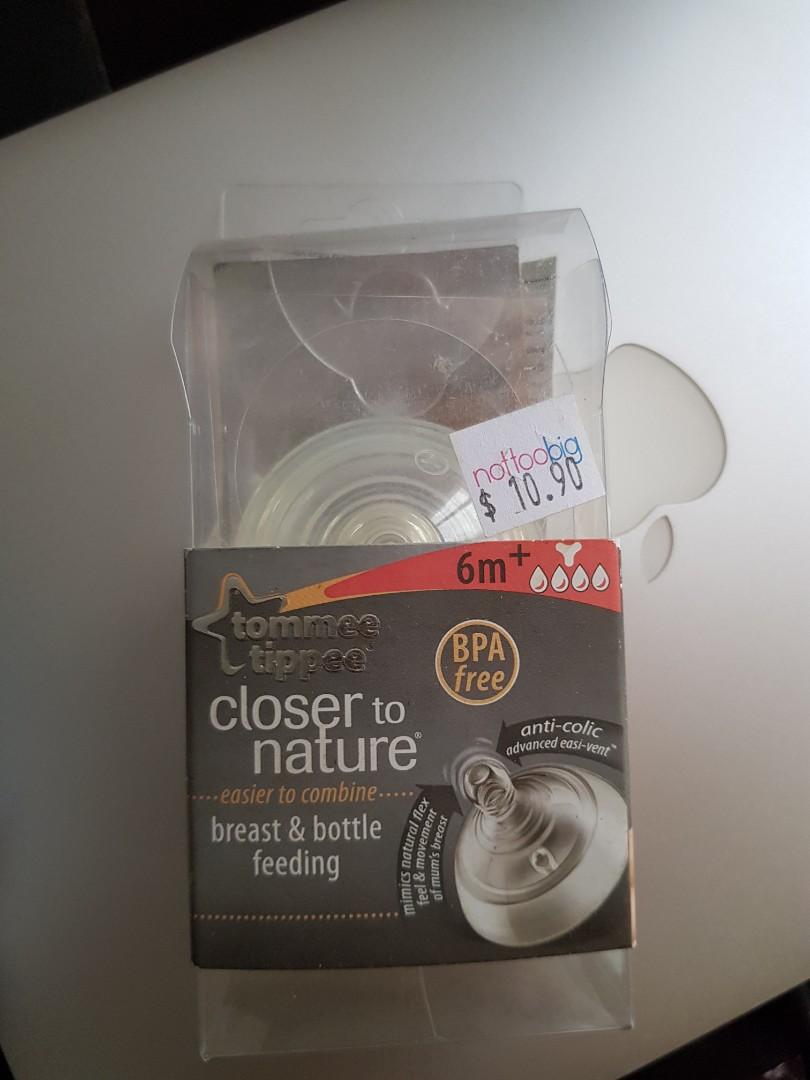 nottoobig
$ 10.90
6m+
tommee
tippee®
BPA
free
closer to
nature®
easier to combine
breast & bottle
feeding
anti-colic
advanced easi-vent™
mimics natural flex
feel & movement
of mum's breast